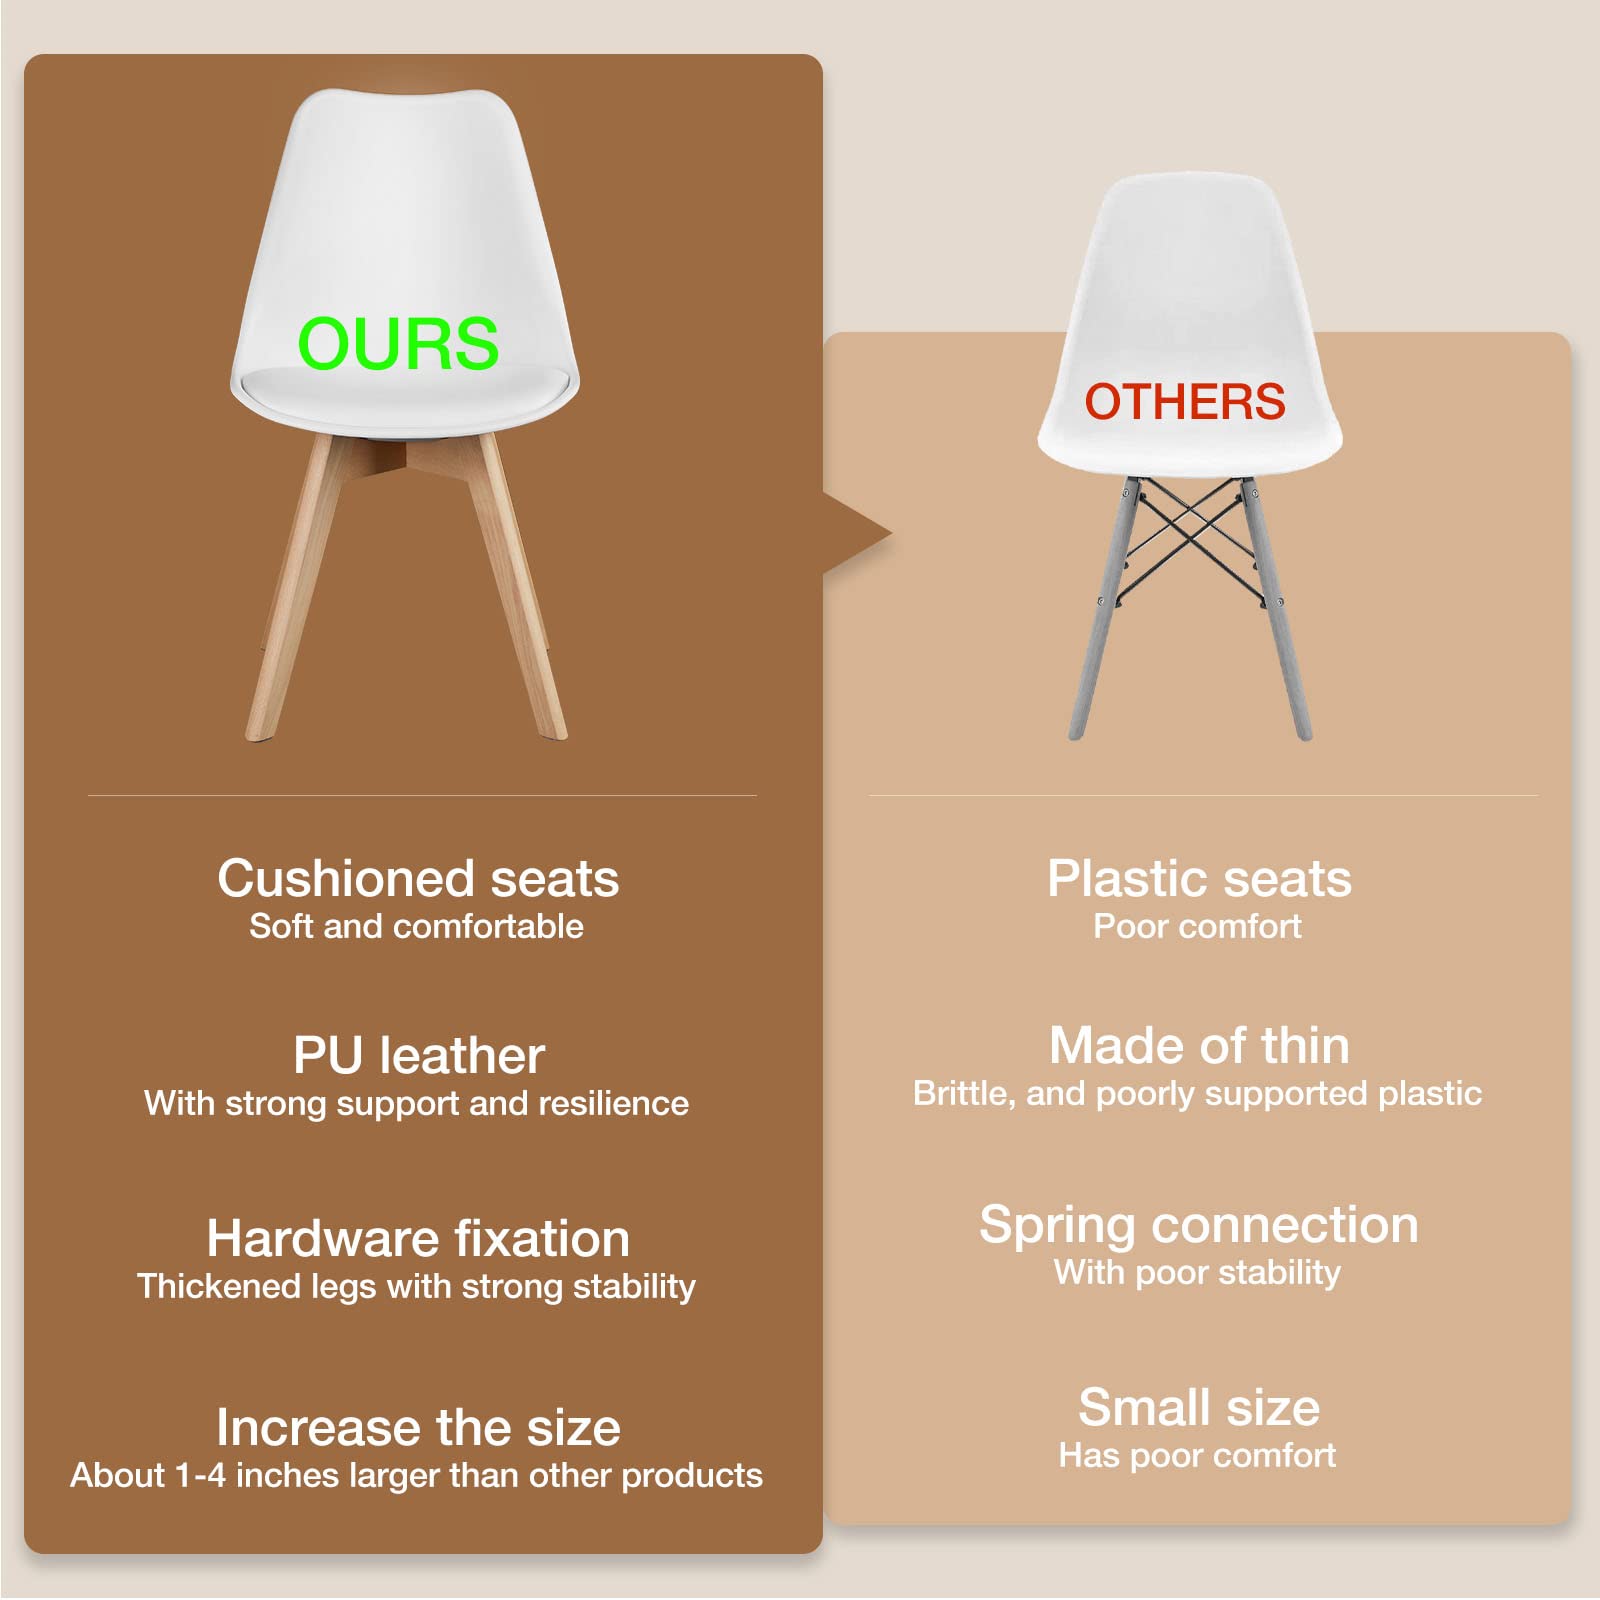 OURS
Cushioned seats
Soft and comfortable
PU leather
With strong support and resilience
Hardware fixation
Thickened legs with strong stability
Increase the size
About 1-4 inches larger than other products
OTHERS
Plastic seats
Poor comfort
Made of thin
Brittle, and poorly supported plastic
Spring connection
With poor stability
Small size
Has poor comfort